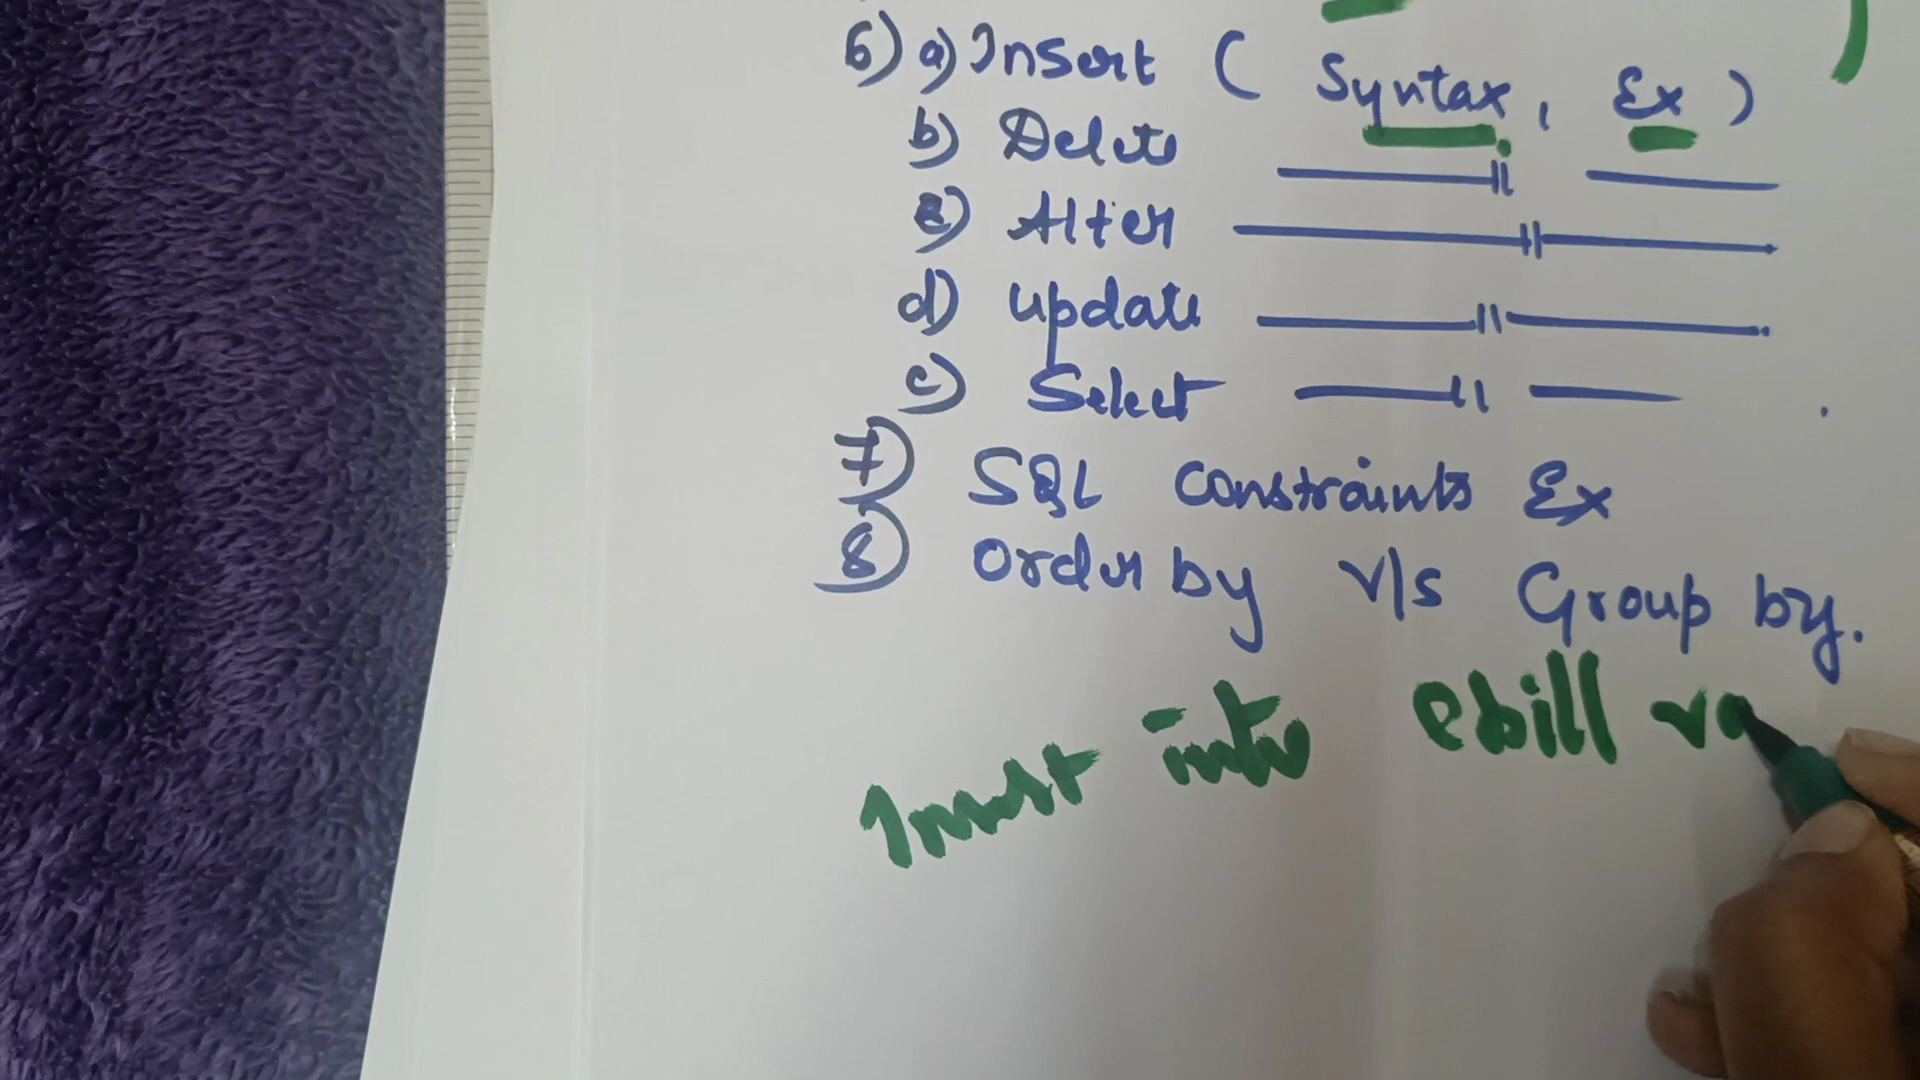 6) a) Insert ( Syntax, Ex )
b) Delete —||—
c) Alter —||—
d) update —||—
e) Select —||—
7) SQL constraints Ex
8) Order by v/s Group by.
Insert into ebill va